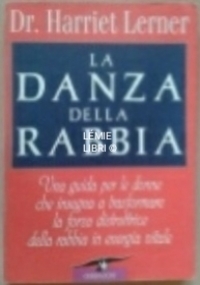 Dr. Harriet Lerner
LA
DANZA
DELLA
RABBIA
LEMIE
LIBRI ©
Una guida per le donne
che insegna a trasformare
la forza distruttiva
della rabbia in energia vitale